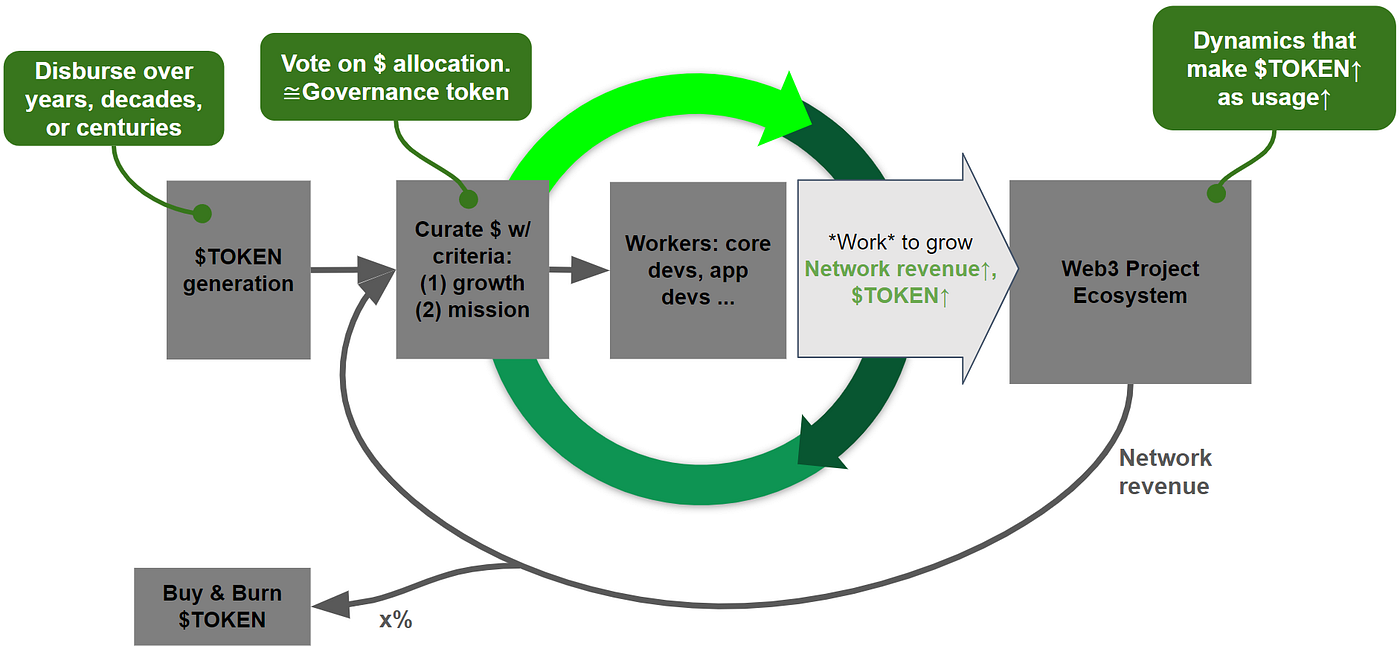 Disburse over
years, decades,
or centuries
Vote on $ allocation.
≅Governance token
Dynamics that
make $TOKEN↑
as usage↑
$TOKEN
generation
Curate $ w/
criteria:
(1) growth
(2) mission
Workers: core
devs, app
devs ...
*Work* to grow
Network revenue↑,
$TOKEN↑
Web3 Project
Ecosystem
Network
revenue
Buy & Burn
$TOKEN
x%